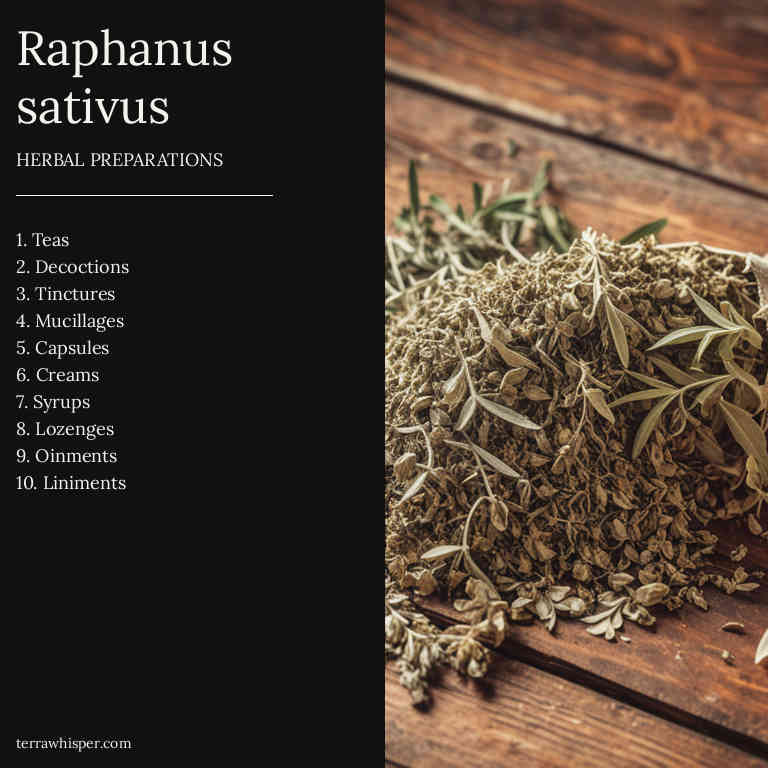 Raphanus
sativus
HERBAL PREPARATIONS
1. Teas
2. Decoctions
3. Tinctures
4. Mucillages
5. Capsules
6. Creams
7. Syrups
8. Lozenges
9. Oinments
10. Liniments
terrawhisper.com